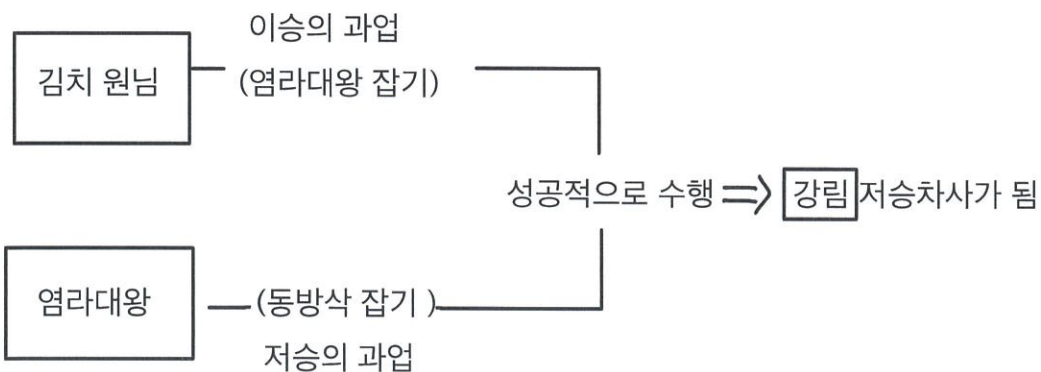 이승의 과업
김치 원님
(염라대왕 잡기)
성공적으로 수행 ⇒ 강림 저승차사가 됨
염라대왕
(동방삭 잡기 )
저승의 과업